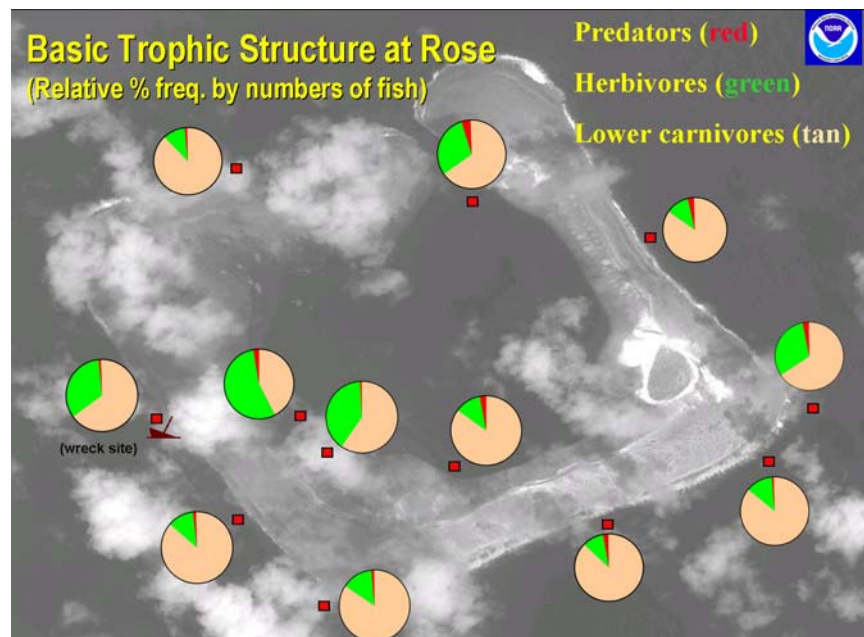 Basic Trophic Structure at Rose
(Relative % freq. by numbers of fish)
Predators (red)
Herbivores (green)
Lower carnivores (tan)
NOAA
(wreck site)